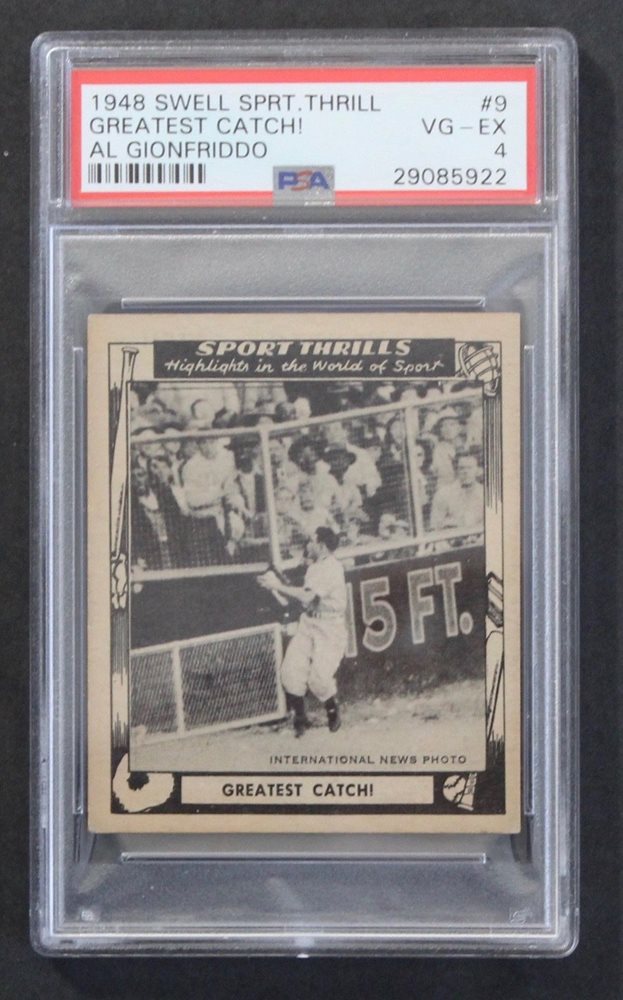 1948 SWELL SPRT.THRILL #9
GREATEST CATCH! VG-EX
AL GIONFRIDDO 4
PSA 29085922
SPORT THRILLS
Highlights in the World of Sport
15 FT.
INTERNATIONAL NEWS PHOTO
GREATEST CATCH!